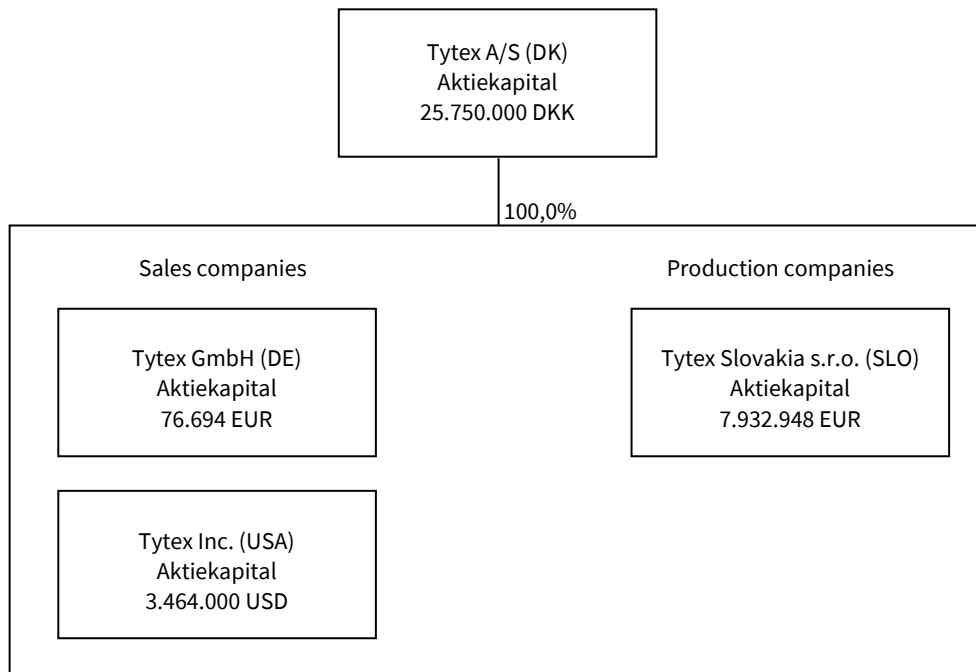 Tytex A/S (DK)
Aktiekapital
25.750.000 DKK
100,0%
Sales companies
Production companies
Tytex GmbH (DE)
Aktiekapital
76.694 EUR
Tytex Slovakia s.r.o. (SLO)
Aktiekapital
7.932.948 EUR
Tytex Inc. (USA)
Aktiekapital
3.464.000 USD